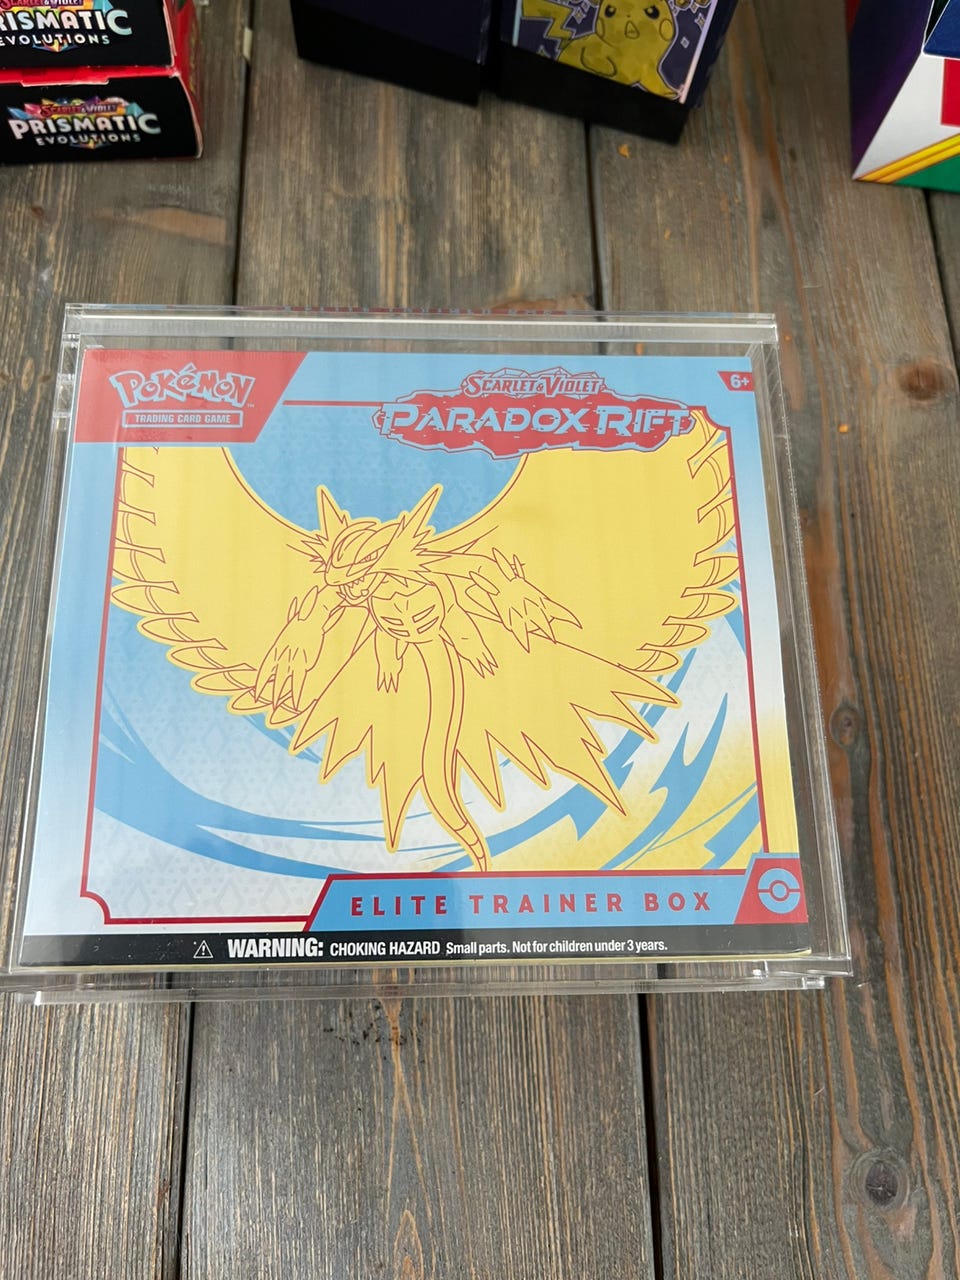 SCARLET & VIOLET
PRISMATIC
EVOLUTIONS
SCARLET & VIOLET
PRISMATIC
EVOLUTIONS
POKéMON™
TRADING CARD GAME
SCARLET & VIOLET
PARADOX RIFT
6+
ELITE TRAINER BOX
⚠ WARNING: CHOKING HAZARD Small parts. Not for children under 3 years.